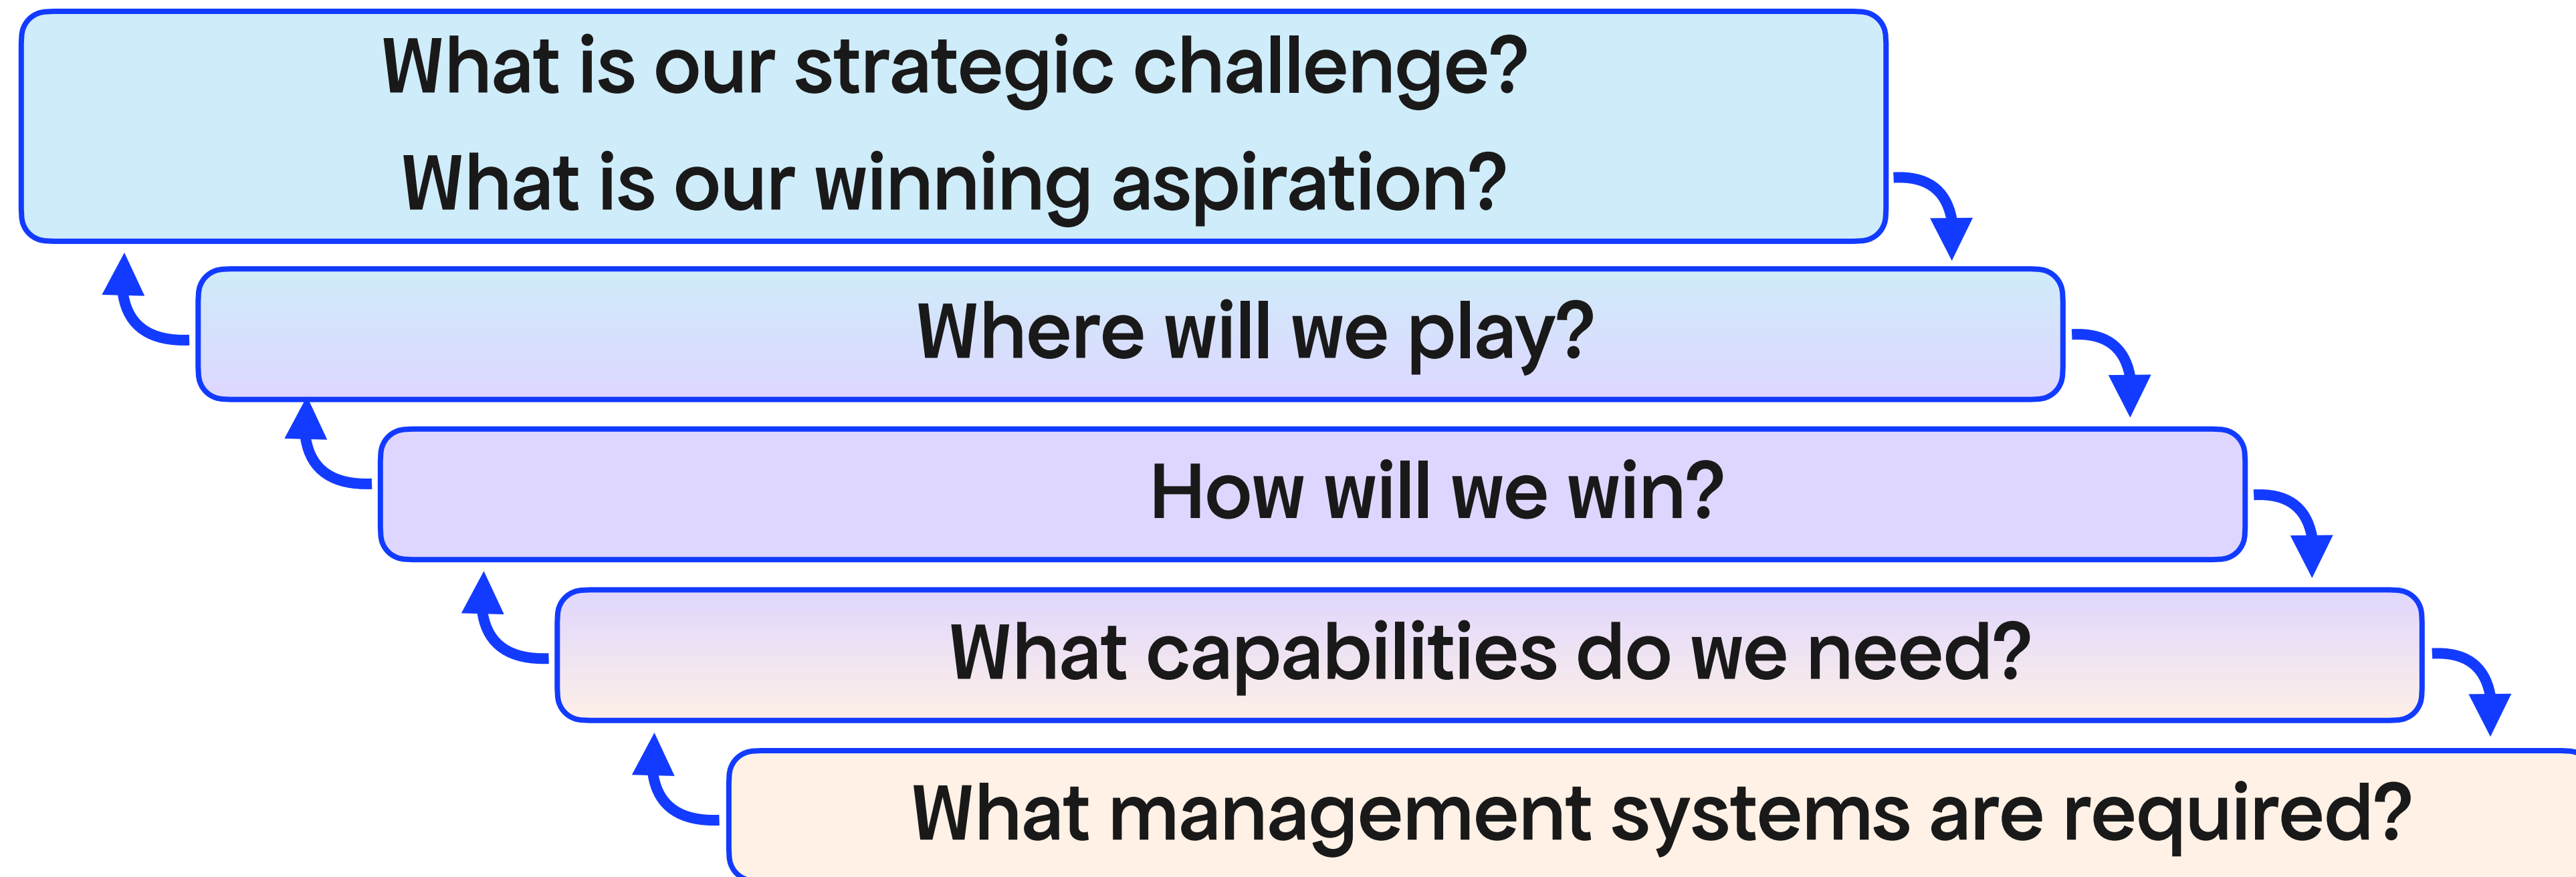 What is our strategic challenge?
What is our winning aspiration?
Where will we play?
How will we win?
What capabilities do we need?
What management systems are required?